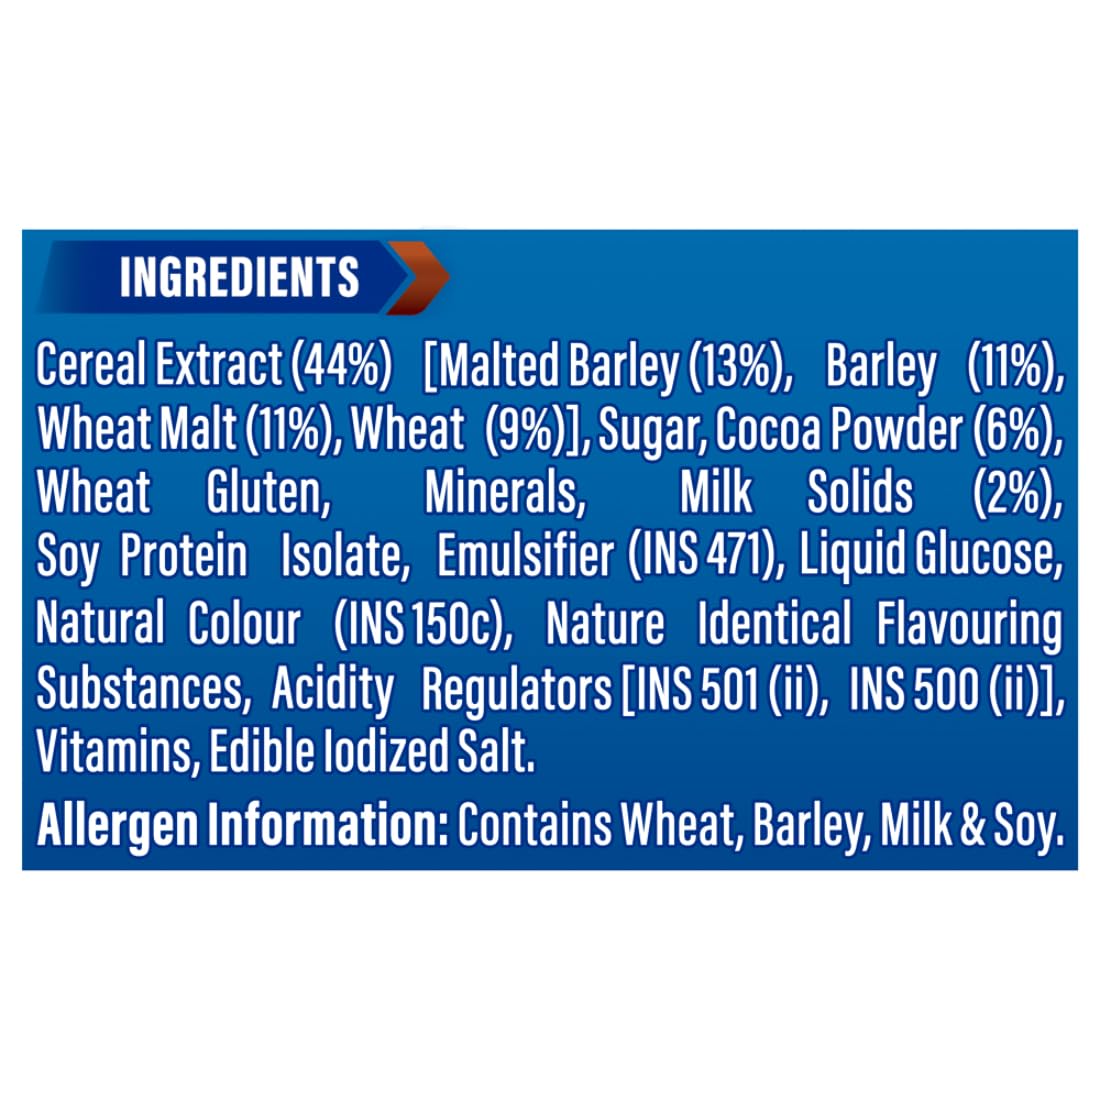 INGREDIENTS
Cereal Extract (44%) [Malted Barley (13%), Barley (11%),
Wheat Malt (11%), Wheat (9%)], Sugar, Cocoa Powder (6%),
Wheat Gluten, Minerals, Milk Solids (2%),
Soy Protein Isolate, Emulsifier (INS 471), Liquid Glucose,
Natural Colour (INS 150c), Nature Identical Flavouring
Substances, Acidity Regulators [INS 501 (ii), INS 500 (ii)],
Vitamins, Edible Iodized Salt.
Allergen Information: Contains Wheat, Barley, Milk & Soy.